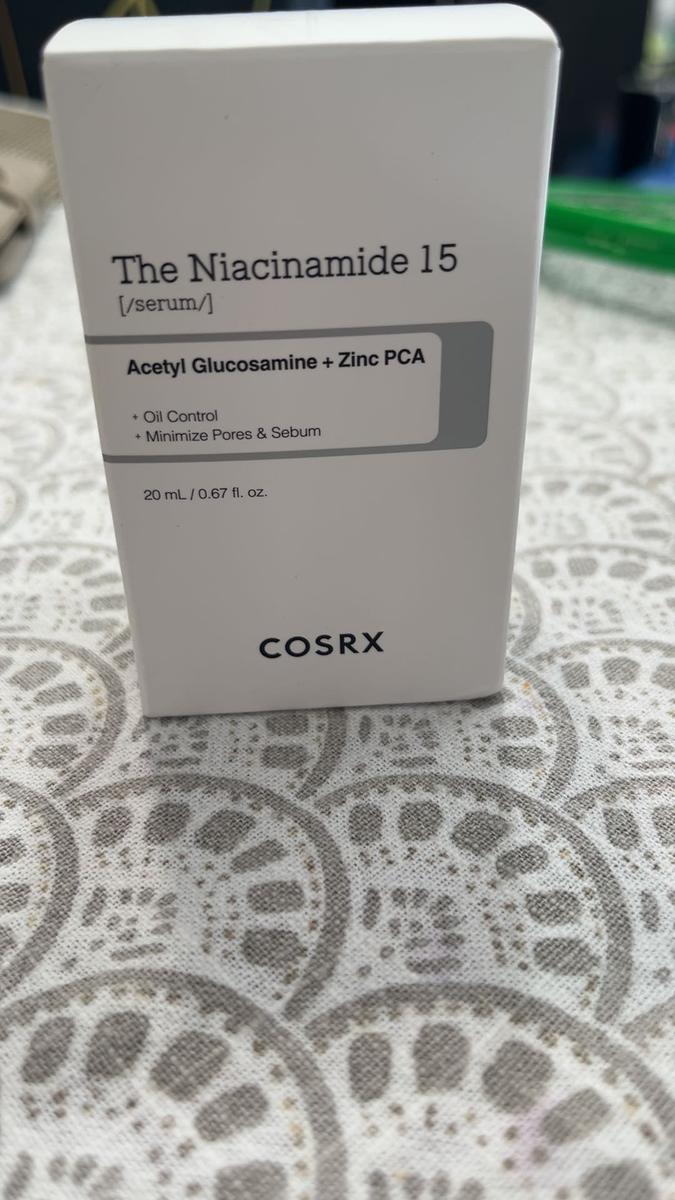 The Niacinamide 15
[/serum/]
Acetyl Glucosamine + Zinc PCA
+ Oil Control
+ Minimize Pores & Sebum
20 mL / 0.67 fl. oz.
COSRX